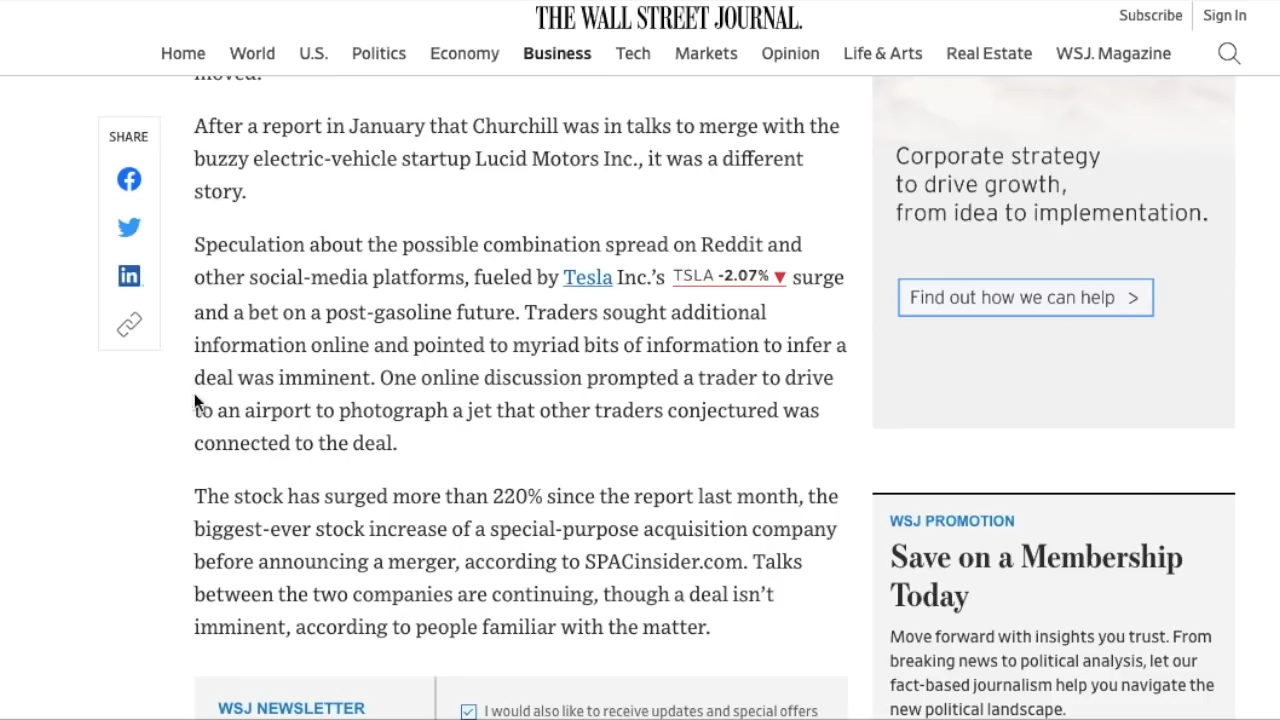 THE WALL STREET JOURNAL.
Subscribe
Sign In
Home World U.S. Politics Economy Business Tech Markets Opinion Life & Arts Real Estate WSJ. Magazine
moved.
SHARE
After a report in January that Churchill was in talks to merge with the
buzzy electric-vehicle startup Lucid Motors Inc., it was a different
story.
Speculation about the possible combination spread on Reddit and
other social-media platforms, fueled by Tesla Inc.’s TSLA -2.07% ▼ surge
and a bet on a post-gasoline future. Traders sought additional
information online and pointed to myriad bits of information to infer a
deal was imminent. One online discussion prompted a trader to drive
to an airport to photograph a jet that other traders conjectured was
connected to the deal.
The stock has surged more than 220% since the report last month, the
biggest-ever stock increase of a special-purpose acquisition company
before announcing a merger, according to SPACinsider.com. Talks
between the two companies are continuing, though a deal isn’t
imminent, according to people familiar with the matter.
WSJ NEWSLETTER
I would also like to receive updates and special offers
Corporate strategy
to drive growth,
from idea to implementation.
Find out how we can help >
WSJ PROMOTION
Save on a Membership
Today
Move forward with insights you trust. From
breaking news to political analysis, let our
fact-based journalism help you navigate the
new political landscape.